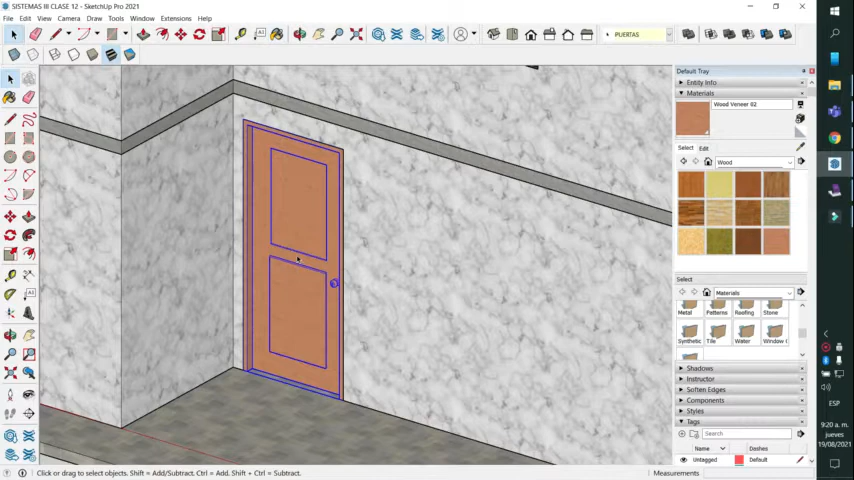 SISTEMAS III CLASE 12 - SketchUp Pro 2021
File Edit View Camera Draw Tools Window Extensions Help
PUERTAS
Default Tray
Entity Info
Materials
Wood Veneer 02
Select Edit
Wood
Select
Materials
Metal Patterns Roofing Stone
Synthetic Tile Water Window
Shadows
Instructor
Soften Edges
Components
Styles
Tags
Search
Name Dashes
Untagged Default
Click or drag to select objects. Shift = Add/Subtract. Ctrl = Add. Shift + Ctrl = Subtract.
Measurements
ESP
9:20 a. m.
jueves
19/08/2021